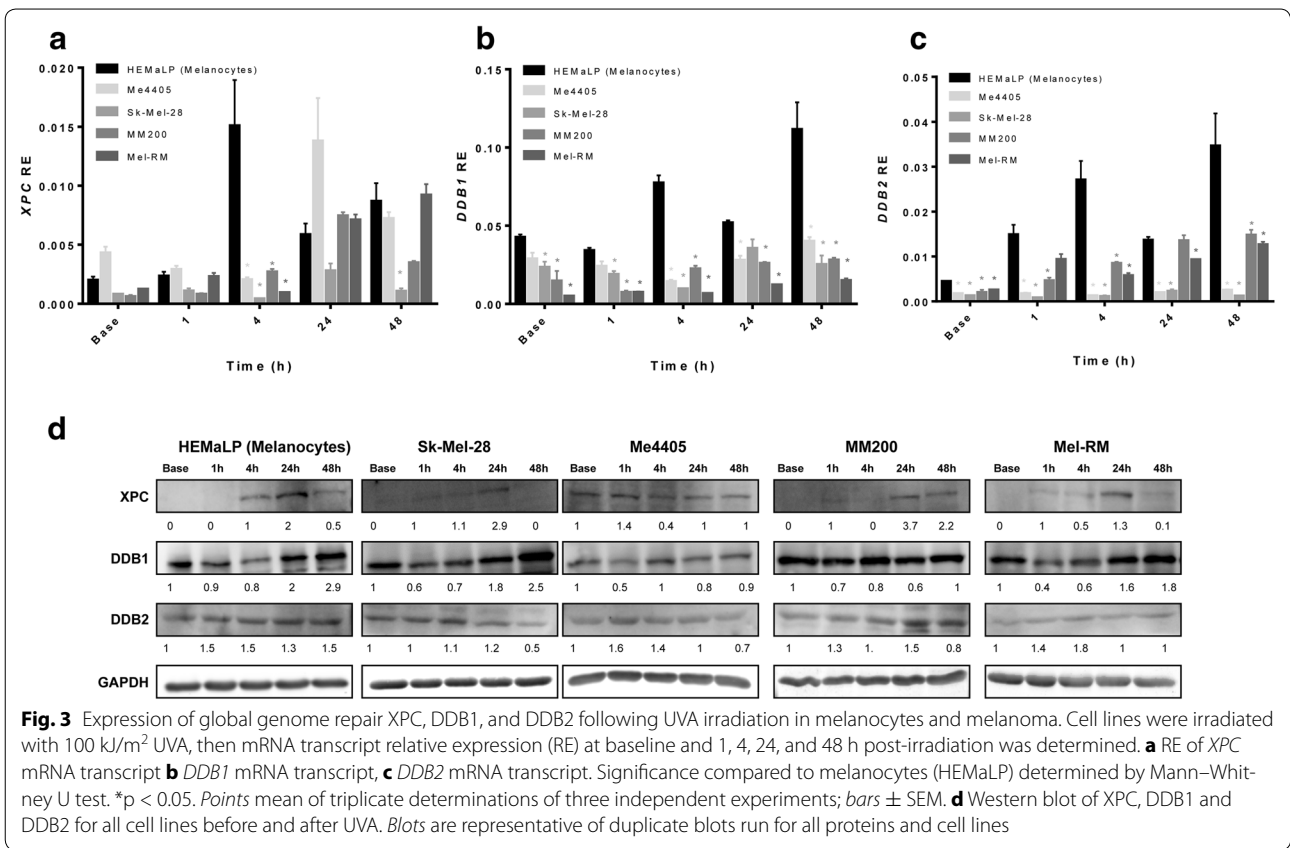 a
b
c
0.020
0.015
0.010
0.005
0.000
XPC RE
HEMaLP (Melanocytes)
Me4405
Sk-Mel-28
MM200
Mel-RM
Base
1
4
24
48
Time (h)
* * * *
*
0.15
0.10
0.05
0.00
DDB1 RE
HEMaLP (Melanocytes)
Me4405
Sk-Mel-28
MM200
Mel-RM
Base
1
4
24
48
Time (h)
0.05
0.04
0.03
0.02
0.01
0.00
DDB2 RE
HEMaLP (Melanocytes)
Me4405
Sk-Mel-28
MM200
Mel-RM
Base
1
4
24
48
Time (h)
d
HEMaLP (Melanocytes) Sk-Mel-28 Me4405 MM200 Mel-RM
Base 1h 4h 24h 48h Base 1h 4h 24h 48h Base 1h 4h 24h 48h Base 1h 4h 24h 48h Base 1h 4h 24h 48h
XPC
0 0 1 2 0.5 0 1 1.1 2.9 0 1 1.4 0.4 1 1 0 1 0 3.7 2.2 0 1 0.5 1.3 0.1
DDB1
1 0.9 0.8 2 2.9 1 0.6 0.7 1.8 2.5 1 0.5 1 0.8 0.9 1 0.7 0.8 0.6 1 1 0.4 0.6 1.6 1.8
DDB2
1 1.5 1.5 1.3 1.5 1 1 1.1 1.2 0.5 1 1.6 1.4 1 0.7 1 1.3 1. 1.5 0.8 1 1.4 1.8 1 1
GAPDH
Fig. 3 Expression of global genome repair XPC, DDB1, and DDB2 following UVA irradiation in melanocytes and melanoma. Cell lines were irradiated
with 100 kJ/m² UVA, then mRNA transcript relative expression (RE) at baseline and 1, 4, 24, and 48 h post-irradiation was determined. a RE of XPC
mRNA transcript b DDB1 mRNA transcript, c DDB2 mRNA transcript. Significance compared to melanocytes (HEMaLP) determined by Mann–Whit-
ney U test. *p < 0.05. Points mean of triplicate determinations of three independent experiments; bars ± SEM. d Western blot of XPC, DDB1 and
DDB2 for all cell lines before and after UVA. Blots are representative of duplicate blots run for all proteins and cell lines